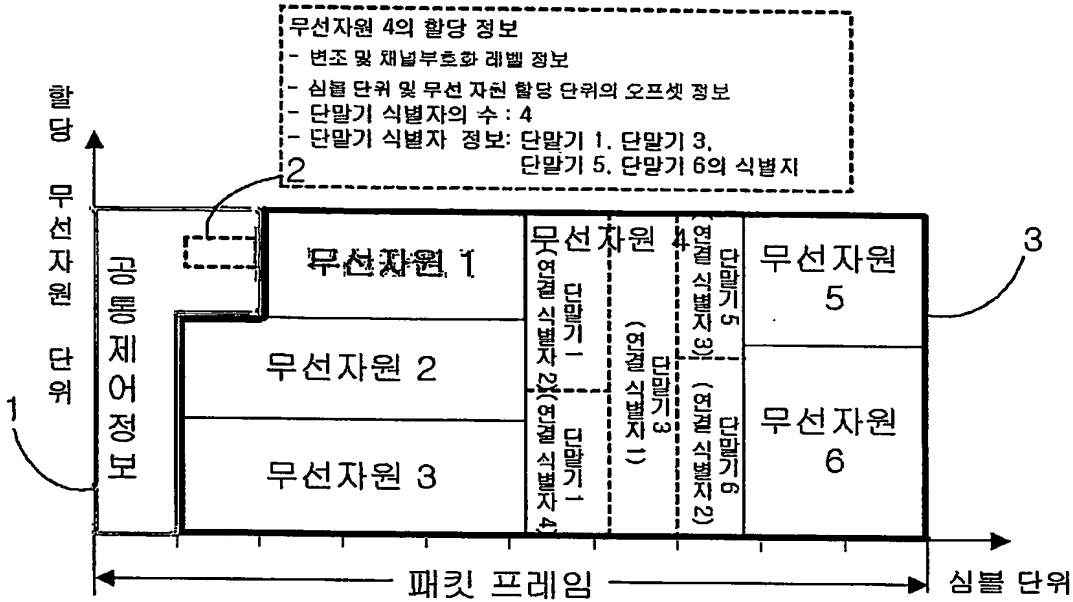 무선자원 4의 할당 정보
- 변조 및 채널부호화 레벨 정보
- 심볼 단위 및 무선 자원 할당 단위의 오프셋 정보
- 단말기 식별자의 수 : 4
- 단말기 식별자 정보: 단말기 1, 단말기 3,
단말기 5, 단말기 6의 식별지
할당 무선자원 단위
2
3
1
공통제어정보
무선자원 1
무선자원 2
무선자원 3
무선자원 4
단말기 1
(연결 식별자 2)
단말기 1
(연결 식별자 4)
단말기 3
(연결 식별자 1)
단말기 5
(연결 식별자 3)
단말기 6
(연결 식별자 2)
무선자원
5
무선자원
6
패킷 프레임
심볼 단위